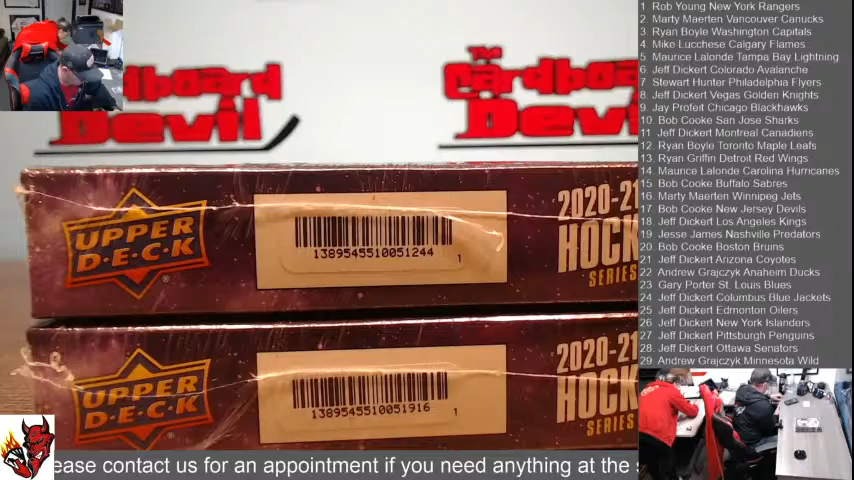 1 Rob Young New York Rangers
2. Marty Maerten Vancouver Canucks
3 Ryan Boyle Washington Capitals
4 Mike Lucchese Calgary Flames
5 Maurice Lalonde Tampa Bay Lightning
6. Jeff Dickert Colorado Avalanche
7 Stewart Hunter Philadelphia Flyers
8 Jeff Dickert Vegas Golden Knights
9 Jay Profeit Chicago Blackhawks
10. Bob Cooke San Jose Sharks
11 Jeff Dickert Montreal Canadiens
12 Ryan Boyle Toronto Maple Leafs
13 Ryan Griffin Detroit Red Wings
14 Maurice Lalonde Carolina Hurricanes
15 Bob Cooke Buffalo Sabres
16 Marty Maerten Winnipeg Jets
17 Bob Cooke New Jersey Devils
18 Jeff Dickert Los Angeles Kings
19 Jesse James Nashville Predators
20 Bob Cooke Boston Bruins
21 Jeff Dickert Arizona Coyotes
22 Andrew Grajczyk Anaheim Ducks
23 Gary Porter St. Louis Blues
24 Jeff Dickert Columbus Blue Jackets
25 Jeff Dickert Edmonton Oilers
26 Jeff Dickert New York Islanders
27 Jeff Dickert Pittsburgh Penguins
28 Jeff Dickert Ottawa Senators
29 Andrew Grajczyk Minnesota Wild
ardboard
Devil
The
Cardboa
Devil
UPPER
D•E•C•K
1389545510051244
1
2020-21
HOCK
SERIES
UPPER
D•E•C•K
1389545510051916
1
2020-21
HOCK
SERIES
ease contact us for an appointment if you need anything at the s